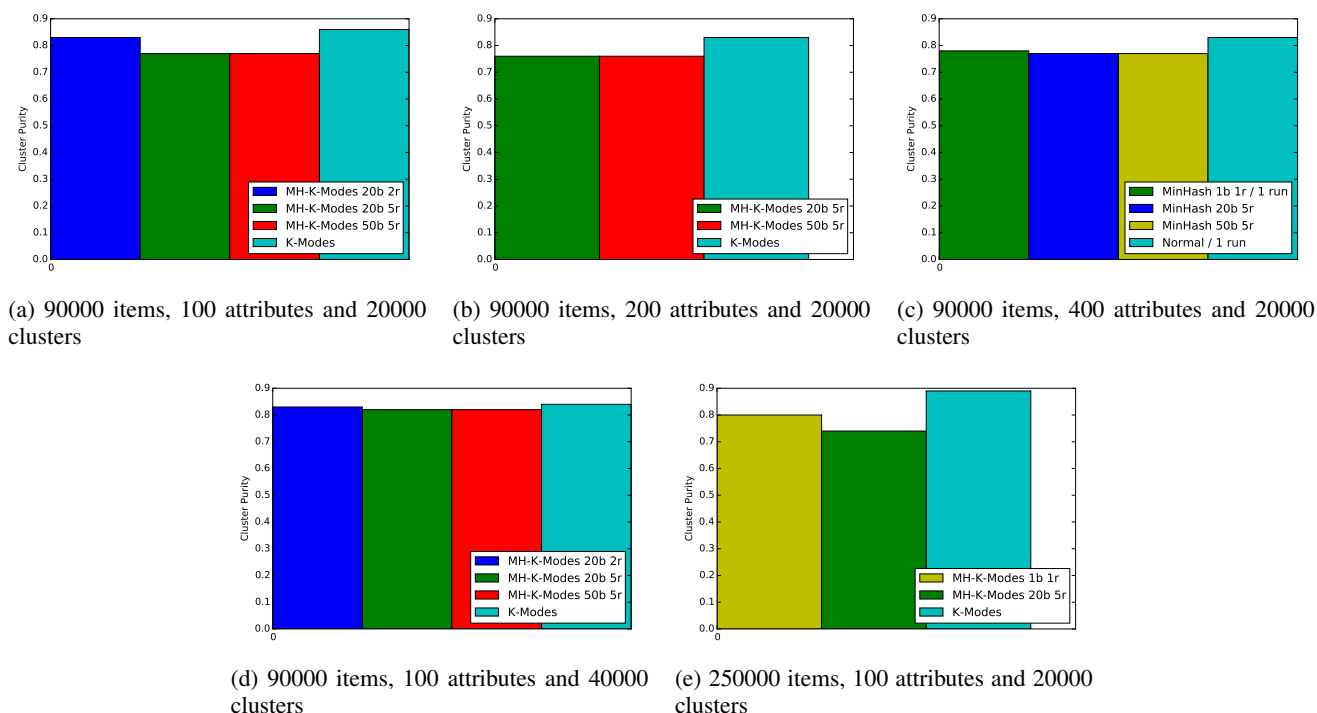 0.9
0.8
0.7
0.6
0.5
0.4
0.3
0.2
0.1
0.0
0
Cluster Purity
MH-K-Modes 20b 2r
MH-K-Modes 20b 5r
MH-K-Modes 50b 5r
K-Modes
(a) 90000 items, 100 attributes and 20000
clusters
0.9
0.8
0.7
0.6
0.5
0.4
0.3
0.2
0.1
0.0
0
Cluster Purity
MH-K-Modes 20b 5r
MH-K-Modes 50b 5r
K-Modes
(b) 90000 items, 200 attributes and 20000
clusters
0.9
0.8
0.7
0.6
0.5
0.4
0.3
0.2
0.1
0.0
0
Cluster Purity
MinHash 1b 1r / 1 run
MinHash 20b 5r
MinHash 50b 5r
Normal / 1 run
(c) 90000 items, 400 attributes and 20000
clusters
0.9
0.8
0.7
0.6
0.5
0.4
0.3
0.2
0.1
0.0
0
Cluster Purity
MH-K-Modes 20b 2r
MH-K-Modes 20b 5r
MH-K-Modes 50b 5r
K-Modes
(d) 90000 items, 100 attributes and 40000
clusters
0.9
0.8
0.7
0.6
0.5
0.4
0.3
0.2
0.1
0.0
0
Cluster Purity
MH-K-Modes 1b 1r
MH-K-Modes 20b 5r
K-Modes
(e) 250000 items, 100 attributes and 20000
clusters